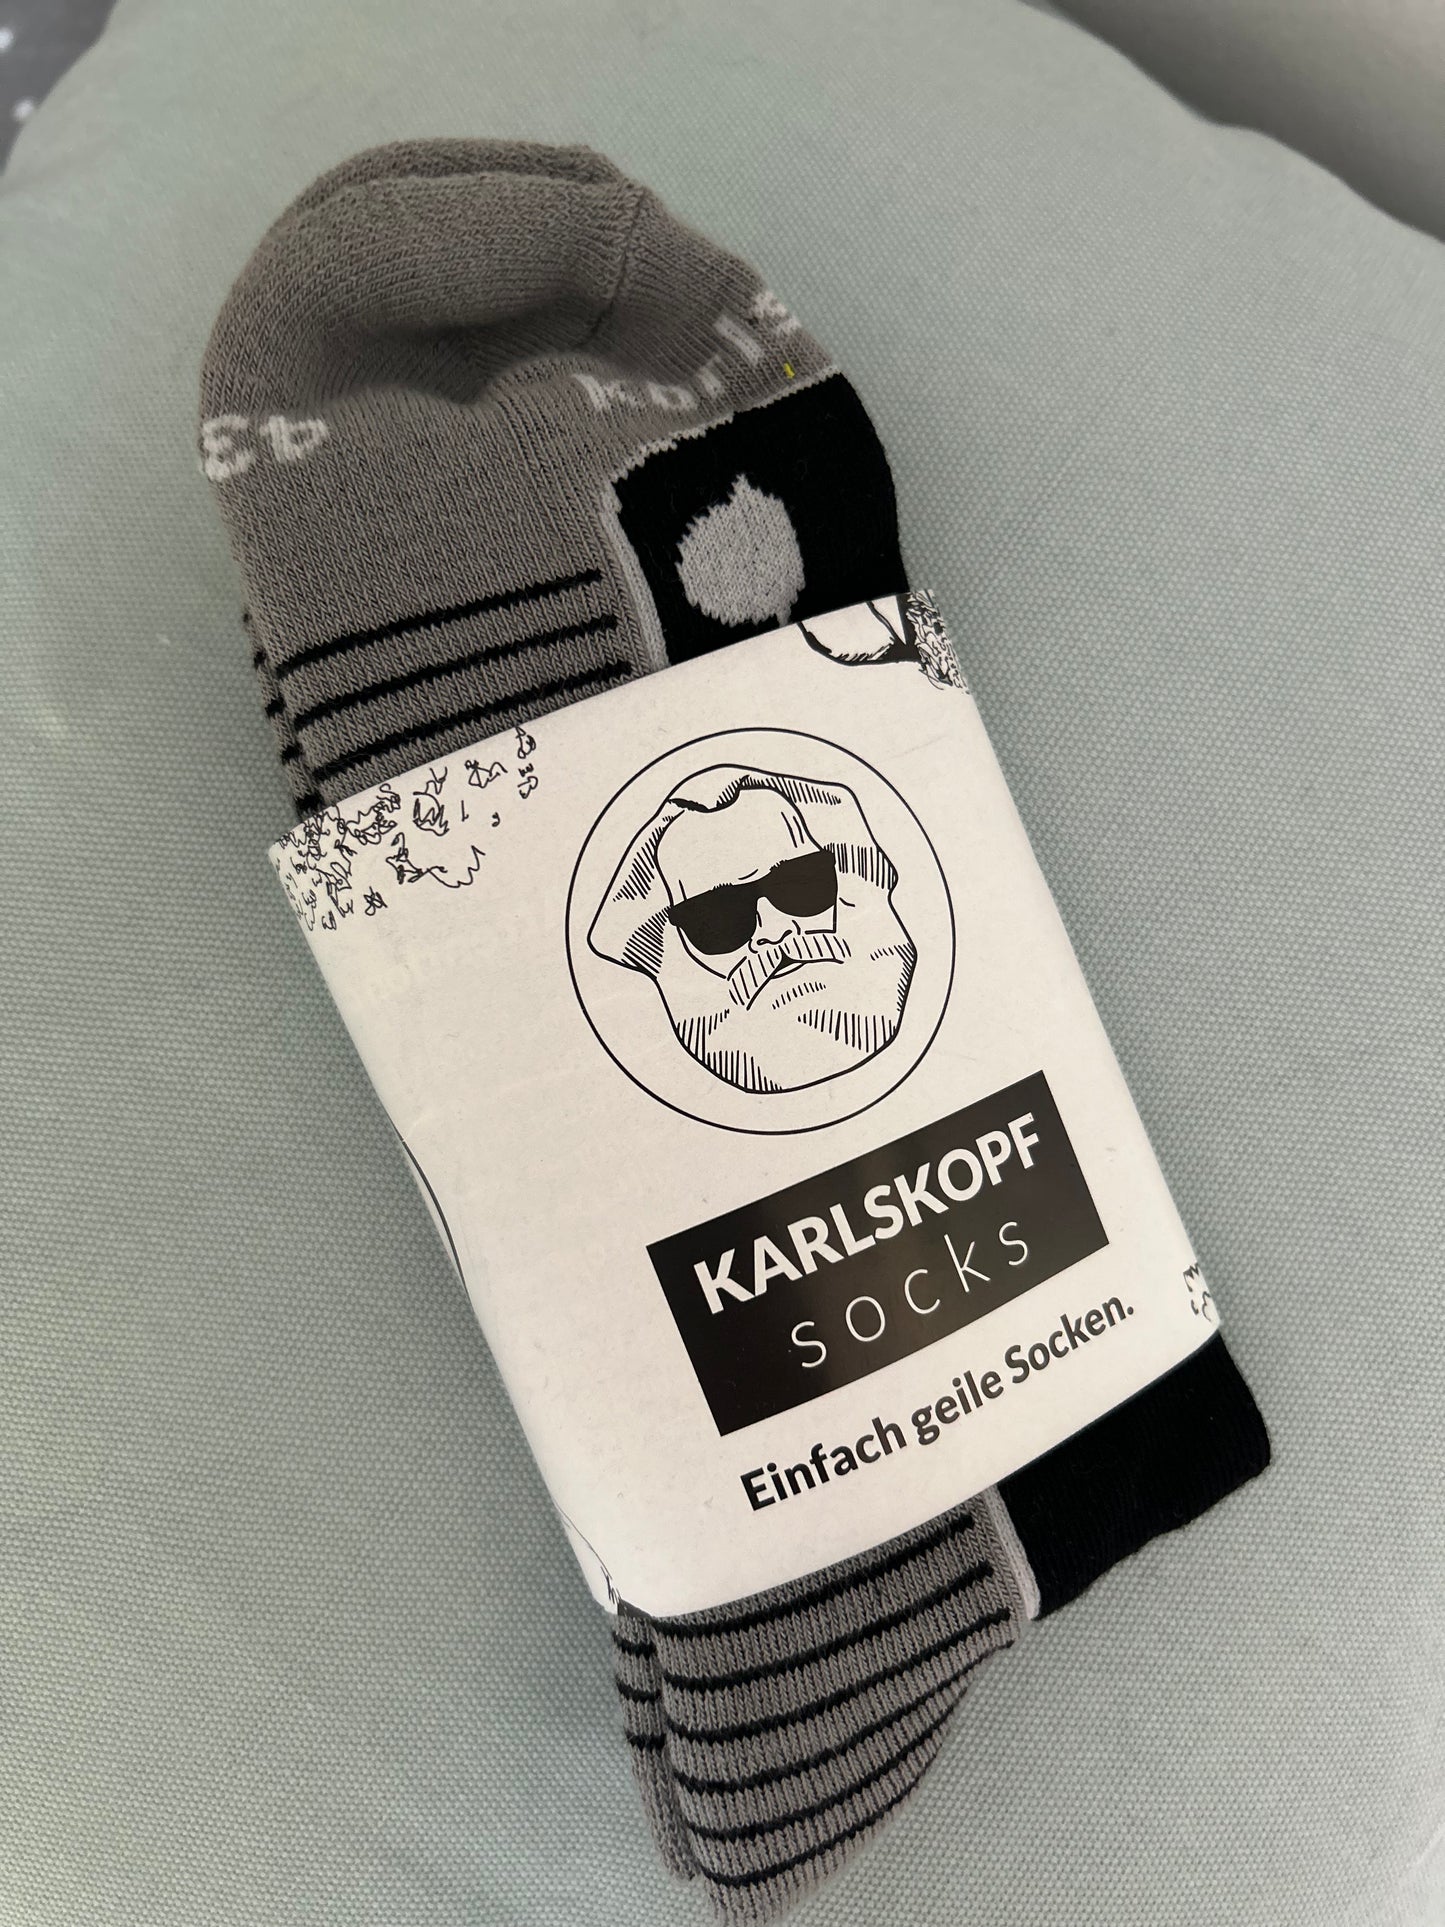 KARLSKOPF
socks
Einfach geile Socken.